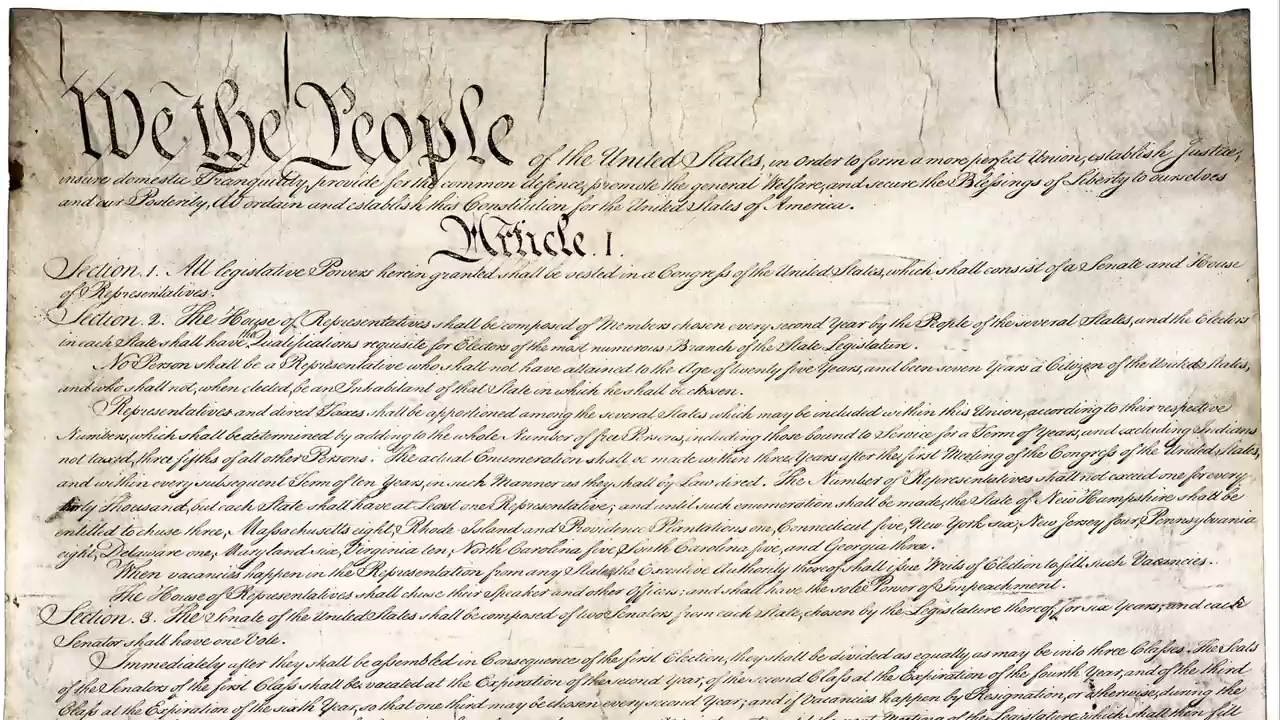 We the People of the United States, in Order to form a more perfect Union, establish Justice,
insure domestic Tranquility, provide for the common defence, promote the general Welfare, and secure the Blessings of Liberty to ourselves
and our Posterity, do ordain and establish this Constitution for the United States of America.
Article. I.
Section. 1. All legislative Powers herein granted shall be vested in a Congress of the United States, which shall consist of a Senate and House
of Representatives.
Section. 2. The House of Representatives shall be composed of Members chosen every second Year by the People of the several States, and the Electors
in each State shall have the Qualifications requisite for Electors of the most numerous Branch of the State Legislature.
No Person shall be a Representative who shall not have attained to the Age of twenty five Years, and been seven Years a Citizen of the United States,
and who shall not, when elected, be an Inhabitant of that State in which he shall be chosen.
Representatives and direct Taxes shall be apportioned among the several States which may be included within this Union, according to their respective
Numbers, which shall be determined by adding to the whole Number of free Persons, including those bound to Service for a Term of Years, and excluding Indians
not taxed, three fifths of all other Persons. The actual Enumeration shall be made within three Years after the first Meeting of the Congress of the United States,
and within every subsequent Term of ten Years, in such Manner as they shall by Law direct. The Number of Representatives shall not exceed one for every
thirty Thousand, but each State shall have at Least one Representative; and until such enumeration shall be made, the State of New Hampshire shall be
entitled to chuse three, Massachusetts eight, Rhode Island and Providence Plantations one, Connecticut five, New York six, New Jersey four, Pennsylvania
eight, Delaware one, Maryland six, Virginia ten, North Carolina five, South Carolina five, and Georgia three.
When vacancies happen in the Representation from any State, the Executive Authority thereof shall issue Writs of Election to fill such Vacancies.
The House of Representatives shall chuse their Speaker and other Officers; and shall have the sole Power of Impeachment.
Section. 3. The Senate of the United States shall be composed of two Senators from each State, chosen by the Legislature thereof, for six Years; and each
Senator shall have one Vote.
Immediately after they shall be assembled in Consequence of the first Election, they shall be divided as equally as may be into three Classes. The Seats
of the Senators of the first Class shall be vacated at the Expiration of the second Year, of the second Class at the Expiration of the fourth Year, and of the third
Class at the Expiration of the sixth Year, so that one third may be chosen every second Year; and if Vacancies happen by Resignation, or otherwise, during the